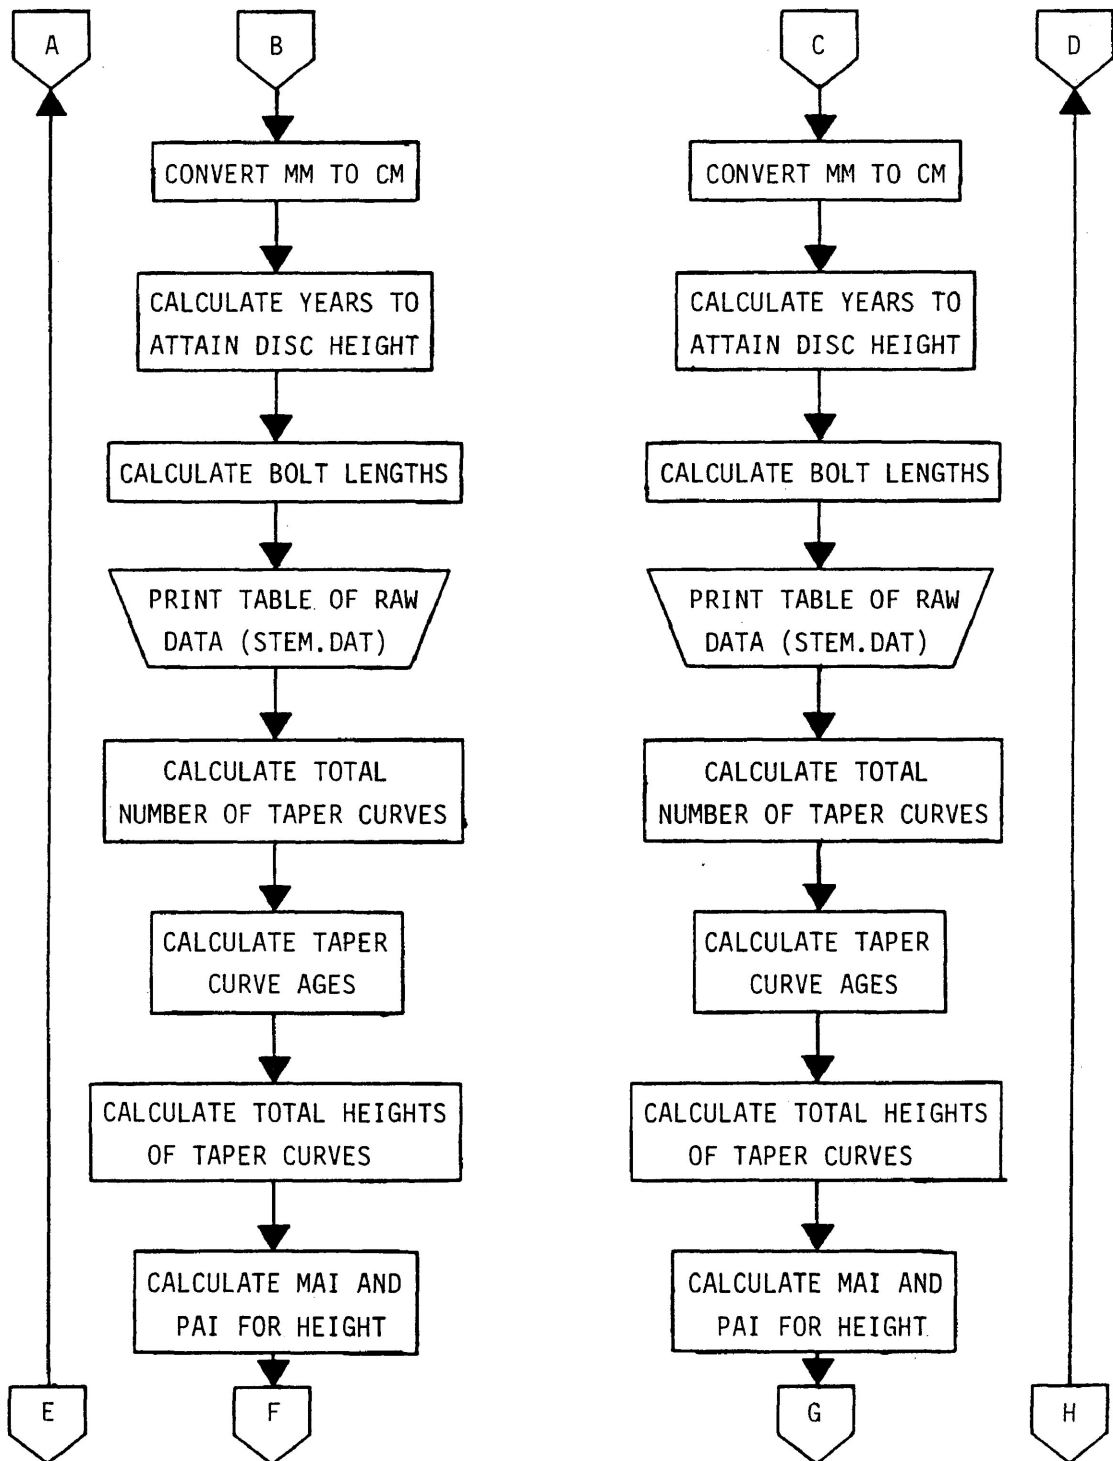 A
B
C
D
CONVERT MM TO CM
CONVERT MM TO CM
CALCULATE YEARS TO
ATTAIN DISC HEIGHT
CALCULATE YEARS TO
ATTAIN DISC HEIGHT
CALCULATE BOLT LENGTHS
CALCULATE BOLT LENGTHS
PRINT TABLE OF RAW
DATA (STEM.DAT)
PRINT TABLE OF RAW
DATA (STEM.DAT)
CALCULATE TOTAL
NUMBER OF TAPER CURVES
CALCULATE TOTAL
NUMBER OF TAPER CURVES
CALCULATE TAPER
CURVE AGES
CALCULATE TAPER
CURVE AGES
CALCULATE TOTAL HEIGHTS
OF TAPER CURVES
CALCULATE TOTAL HEIGHTS
OF TAPER CURVES
CALCULATE MAI AND
PAI FOR HEIGHT
CALCULATE MAI AND
PAI FOR HEIGHT
E
F
G
H